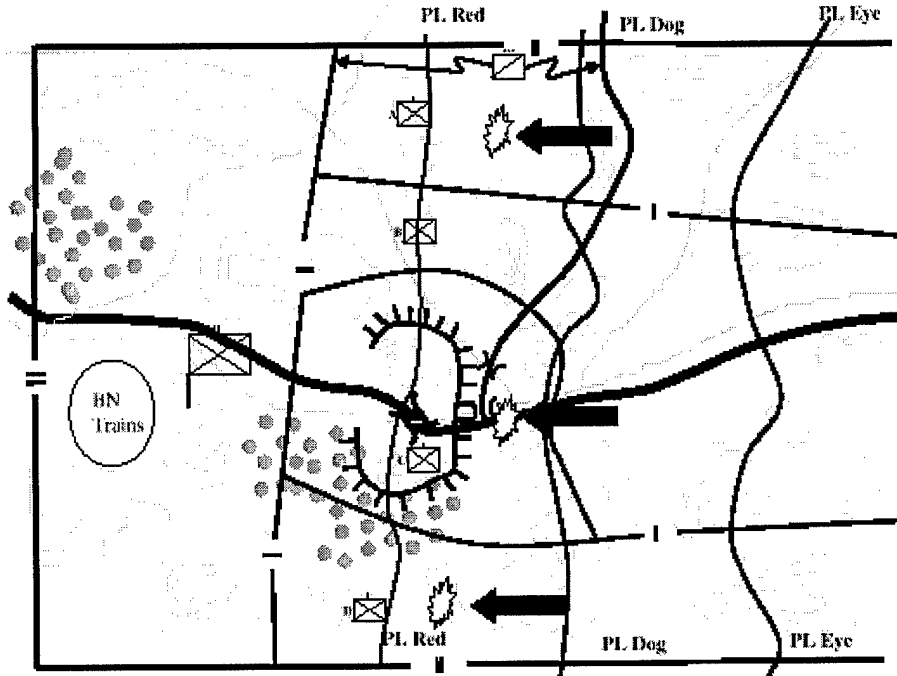 PL Red
PL Dog
PL Eye
A
B
BN
Trains
C
D
PL Red
PL Dog
PL Eye